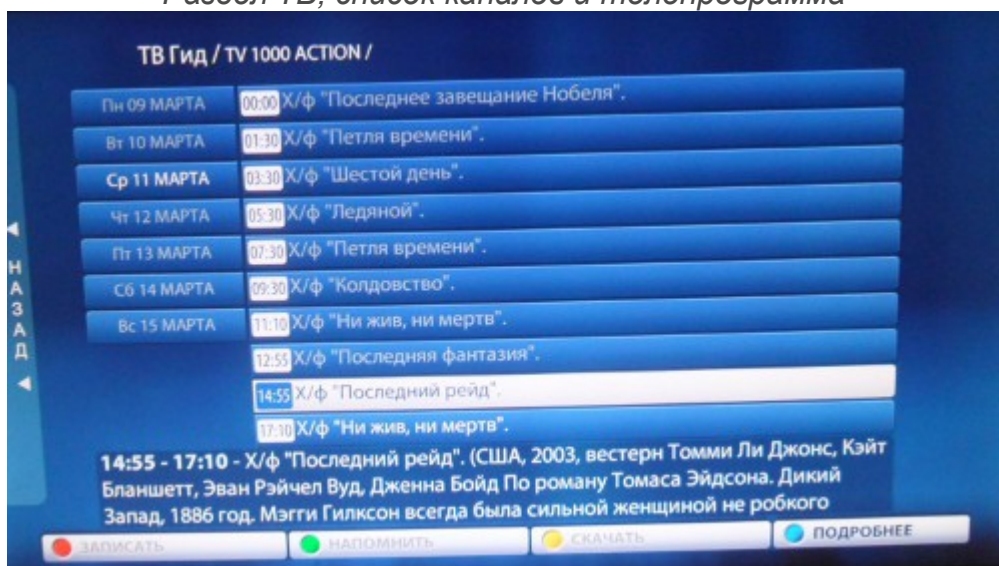 Раздел ТВ, список каналов и телепрограмма
ТВ Гид / TV 1000 ACTION /
Пн 09 МАРТА 00:00 Х/ф "Последнее завещание Нобеля".
Вт 10 МАРТА 01:30 Х/ф "Петля времени".
Ср 11 МАРТА 03:30 Х/ф "Шестой день".
Чт 12 МАРТА 05:30 Х/ф "Ледяной".
Пт 13 МАРТА 07:30 Х/ф "Петля времени".
Сб 14 МАРТА 09:30 Х/ф "Колдовство".
Вс 15 МАРТА 11:10 Х/ф "Ни жив, ни мертв".
12:55 Х/ф "Последняя фантазия".
14:55 Х/ф "Последний рейд".
17:10 Х/ф "Ни жив, ни мертв".
НАЗАД
14:55 - 17:10 - Х/ф "Последний рейд". (США, 2003, вестерн Томми Ли Джонс, Кэйт
Бланшетт, Эван Рэйчел Вуд, Дженна Бойд По роману Томаса Эйдсона. Дикий
Запад, 1886 год. Мэгги Гилксон всегда была сильной женщиной не робкого
ЗАПИСАТЬ НАПОМНИТЬ СКАЧАТЬ ПОДРОБНЕЕ